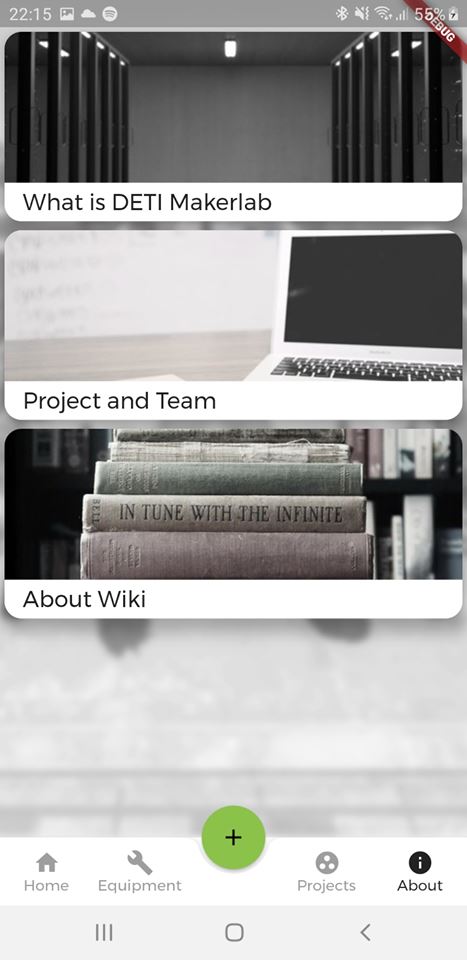 22:15
55%
DEBUG
What is DETI Makerlab
Project and Team
IN TUNE WITH THE INFINITE
About Wiki
+
Home
Equipment
Projects
About